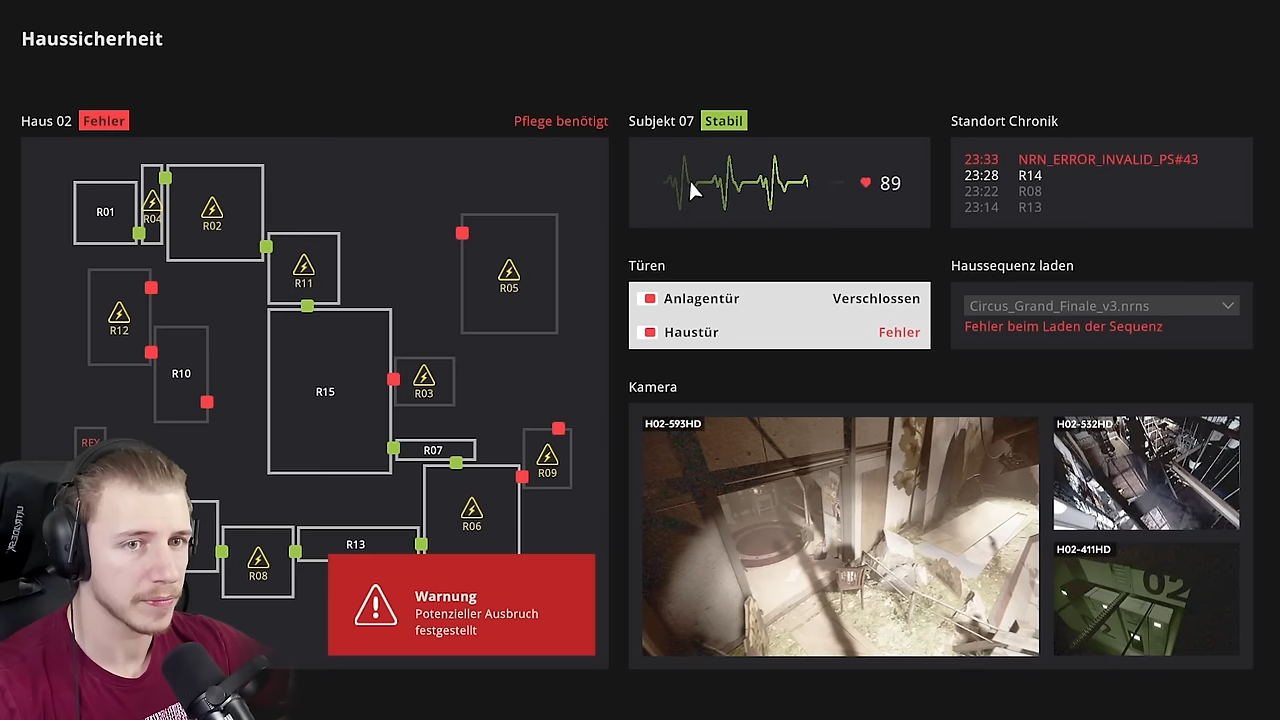 Haussicherheit
Haus 02 Fehler
Pflege benötigt
R01
R04
R02
R11
R05
R12
R10
R15
R03
R07
R09
R06
R13
R08
Warnung
Potenzieller Ausbruch
festgestellt
Subjekt 07 Stabil
89
Standort Chronik
23:33 NRN_ERROR_INVALID_PS#43
23:28 R14
23:22 R08
23:14 R13
Türen
Anlagentür Verschlossen
Haustür Fehler
Haussequenz laden
Circus_Grand_Finale_v3.nrns
Fehler beim Laden der Sequenz
Kamera
H02-593HD
H02-532HD
H02-411HD
02